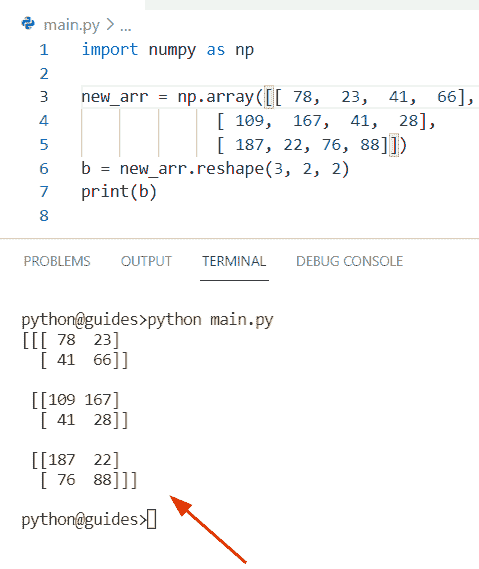 main.py > ...
1 import numpy as np
2
3 new_arr = np.array([[ 78,  23,  41,  66],
4                    [ 109,  167,  41,  28],
5                    [ 187, 22, 76, 88]])
6 b = new_arr.reshape(3, 2, 2)
7 print(b)
8
PROBLEMS OUTPUT TERMINAL DEBUG CONSOLE
python@guides>python main.py
[[[ 78  23]
  [ 41  66]]
 [[109 167]
  [ 41  28]]
 [[187  22]
  [ 76  88]]]
python@guides>